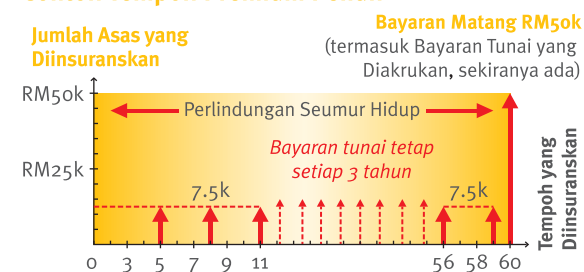 Bayaran Matang RM50k
(termasuk Bayaran Tunai yang
Diakrukan, sekiranya ada)
Jumlah Asas yang
Diinsuranskan
RM50k
Perlindungan Seumur Hidup
Bayaran tunai tetap
setiap 3 tahun
RM25k
7.5k
7.5k
0 3 5 7 9 11 56 58 60
Tempoh yang
Diinsuranskan